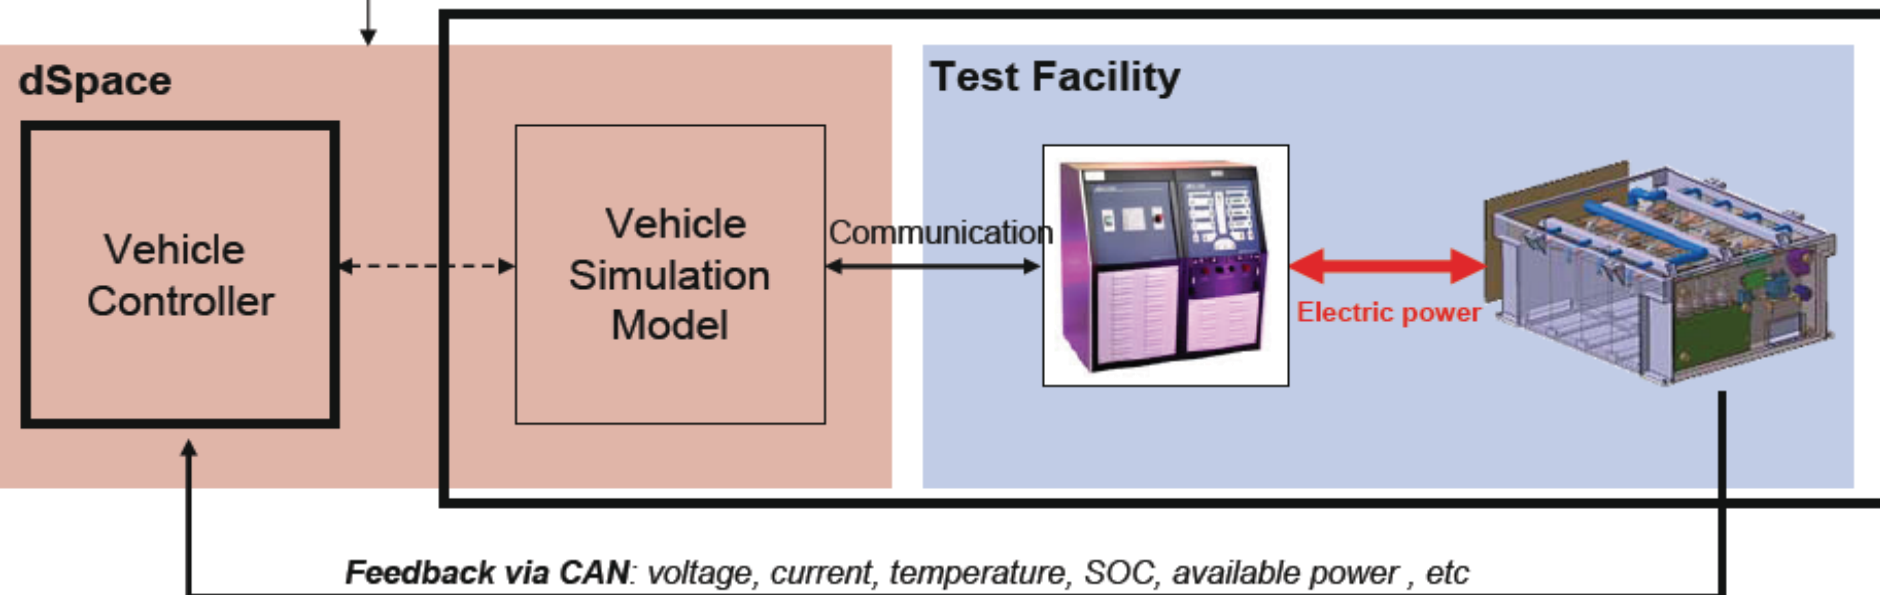 dSpace
Test Facility
Vehicle
Controller
Vehicle
Simulation
Model
Communication
Electric power
Feedback via CAN: voltage, current, temperature, SOC, available power , etc